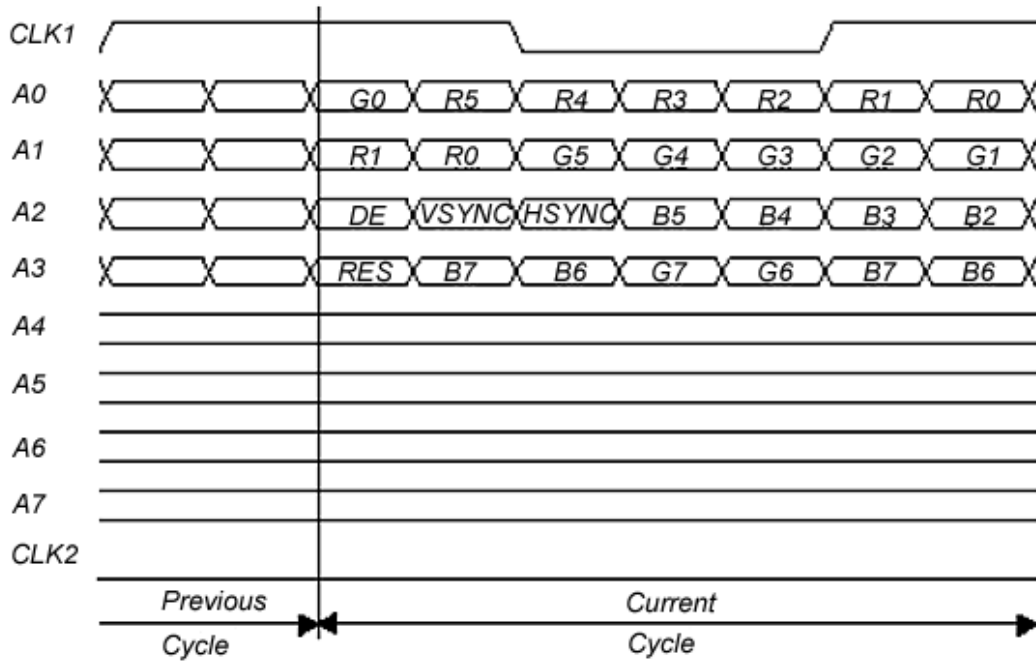 CLK1
A0 G0 R5 R4 R3 R2 R1 R0
A1 R1 R0 G5 G4 G3 G2 G1
A2 DE VSYNC HSYNC B5 B4 B3 B2
A3 RES B7 B6 G7 G6 B7 B6
A4
A5
A6
A7
CLK2
Previous Current
Cycle Cycle